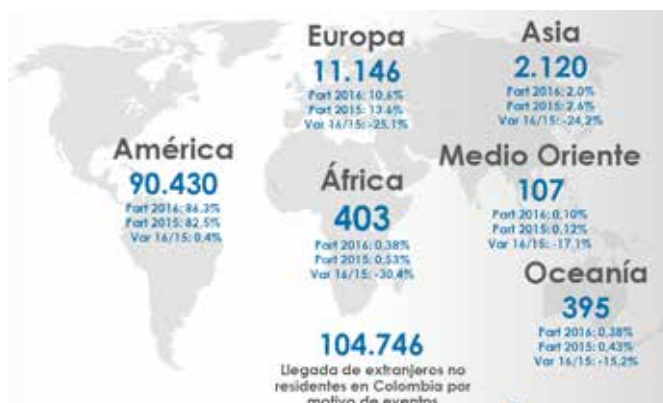 Europa
11.146
Part 2016: 10,6%
Part 2015: 13,6%
Var 16/15: -25,1%
Asia
2.120
Part 2016: 2,0%
Part 2015: 2,6%
Var 16/15: -24,2%
América
90.430
Part 2016: 86,3%
Part 2015: 82,5%
Var 16/15: 0,4%
África
403
Part 2016: 0,38%
Part 2015: 0,53%
Var 16/15: -30,4%
Medio Oriente
107
Part 2016: 0,10%
Part 2015: 0,12%
Var 16/15: -17,1%
Oceanía
395
Part 2016: 0,38%
Part 2015: 0,43%
Var 16/15: -15,2%
104.746
Llegada de extranjeros no
residentes en Colombia por
motivo de eventos